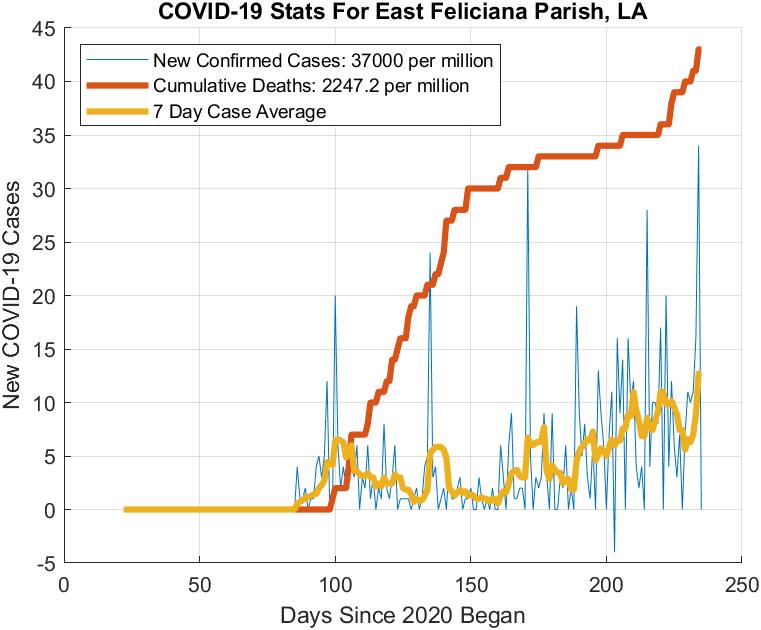 COVID-19 Stats For East Feliciana Parish, LA
New Confirmed Cases: 37000 per million
Cumulative Deaths: 2247.2 per million
7 Day Case Average
New COVID-19 Cases
45
40
35
30
25
20
15
10
5
0
-5
0 50 100 150 200 250
Days Since 2020 Began